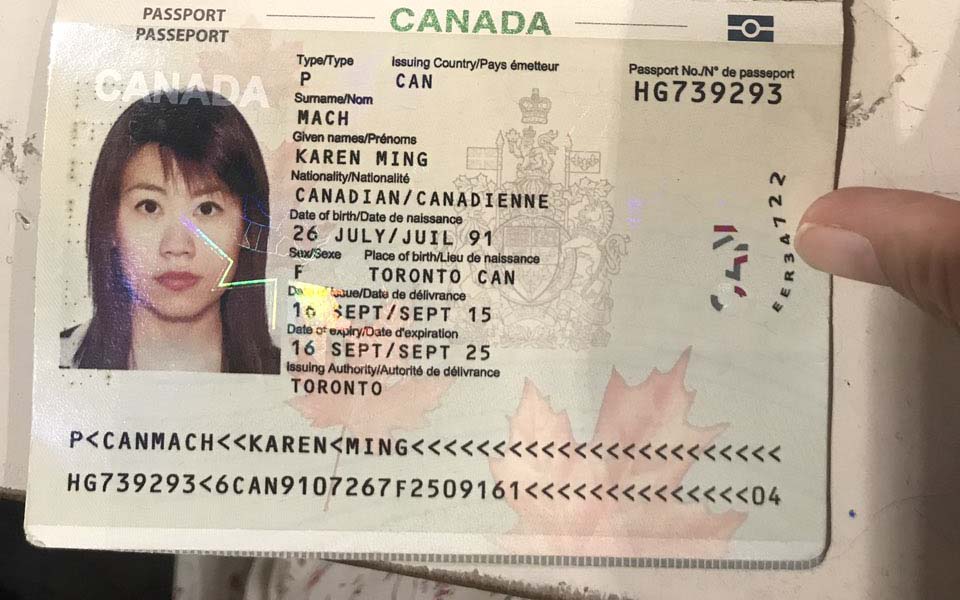 PASSPORT
PASSEPORT
CANADA
CANADA
Type/Type Issuing Country/Pays émetteur
P CAN
Passport No./N° de passeport
HG739293
Surname/Nom
MACH
Given names/Prénoms
KAREN MING
Nationality/Nationalité
CANADIAN/CANADIENNE
Date of birth/Date de naissance
26 JULY/JUIL 91
Sex/Sexe Place of birth/Lieu de naissance
F TORONTO CAN
Date of issue/Date de délivrance
16 SEPT/SEPT 15
Date of expiry/Date d'expiration
16 SEPT/SEPT 25
Issuing Authority/Autorité de délivrance
TORONTO
CAN
EER34722
P<CANMACH<<KAREN<MING<<<<<<<<<<<<<<<<<<<<<<<
HG739293<6CAN9107267F2509161<<<<<<<<<<<<<<04